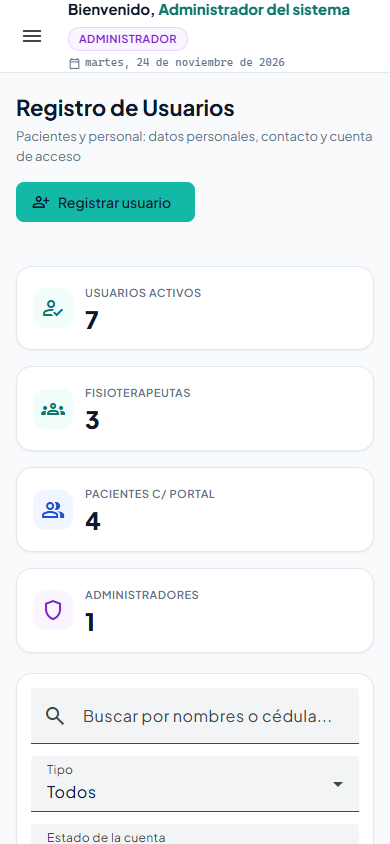 Bienvenido, Administrador del sistema
ADMINISTRADOR
martes, 24 de noviembre de 2026
Registro de Usuarios
Pacientes y personal: datos personales, contacto y cuenta
de acceso
Registrar usuario
USUARIOS ACTIVOS
7
FISIOTERAPEUTAS
3
PACIENTES C/ PORTAL
4
ADMINISTRADORES
1
Buscar por nombres o cédula...
Tipo
Todos
Estado de la cuenta